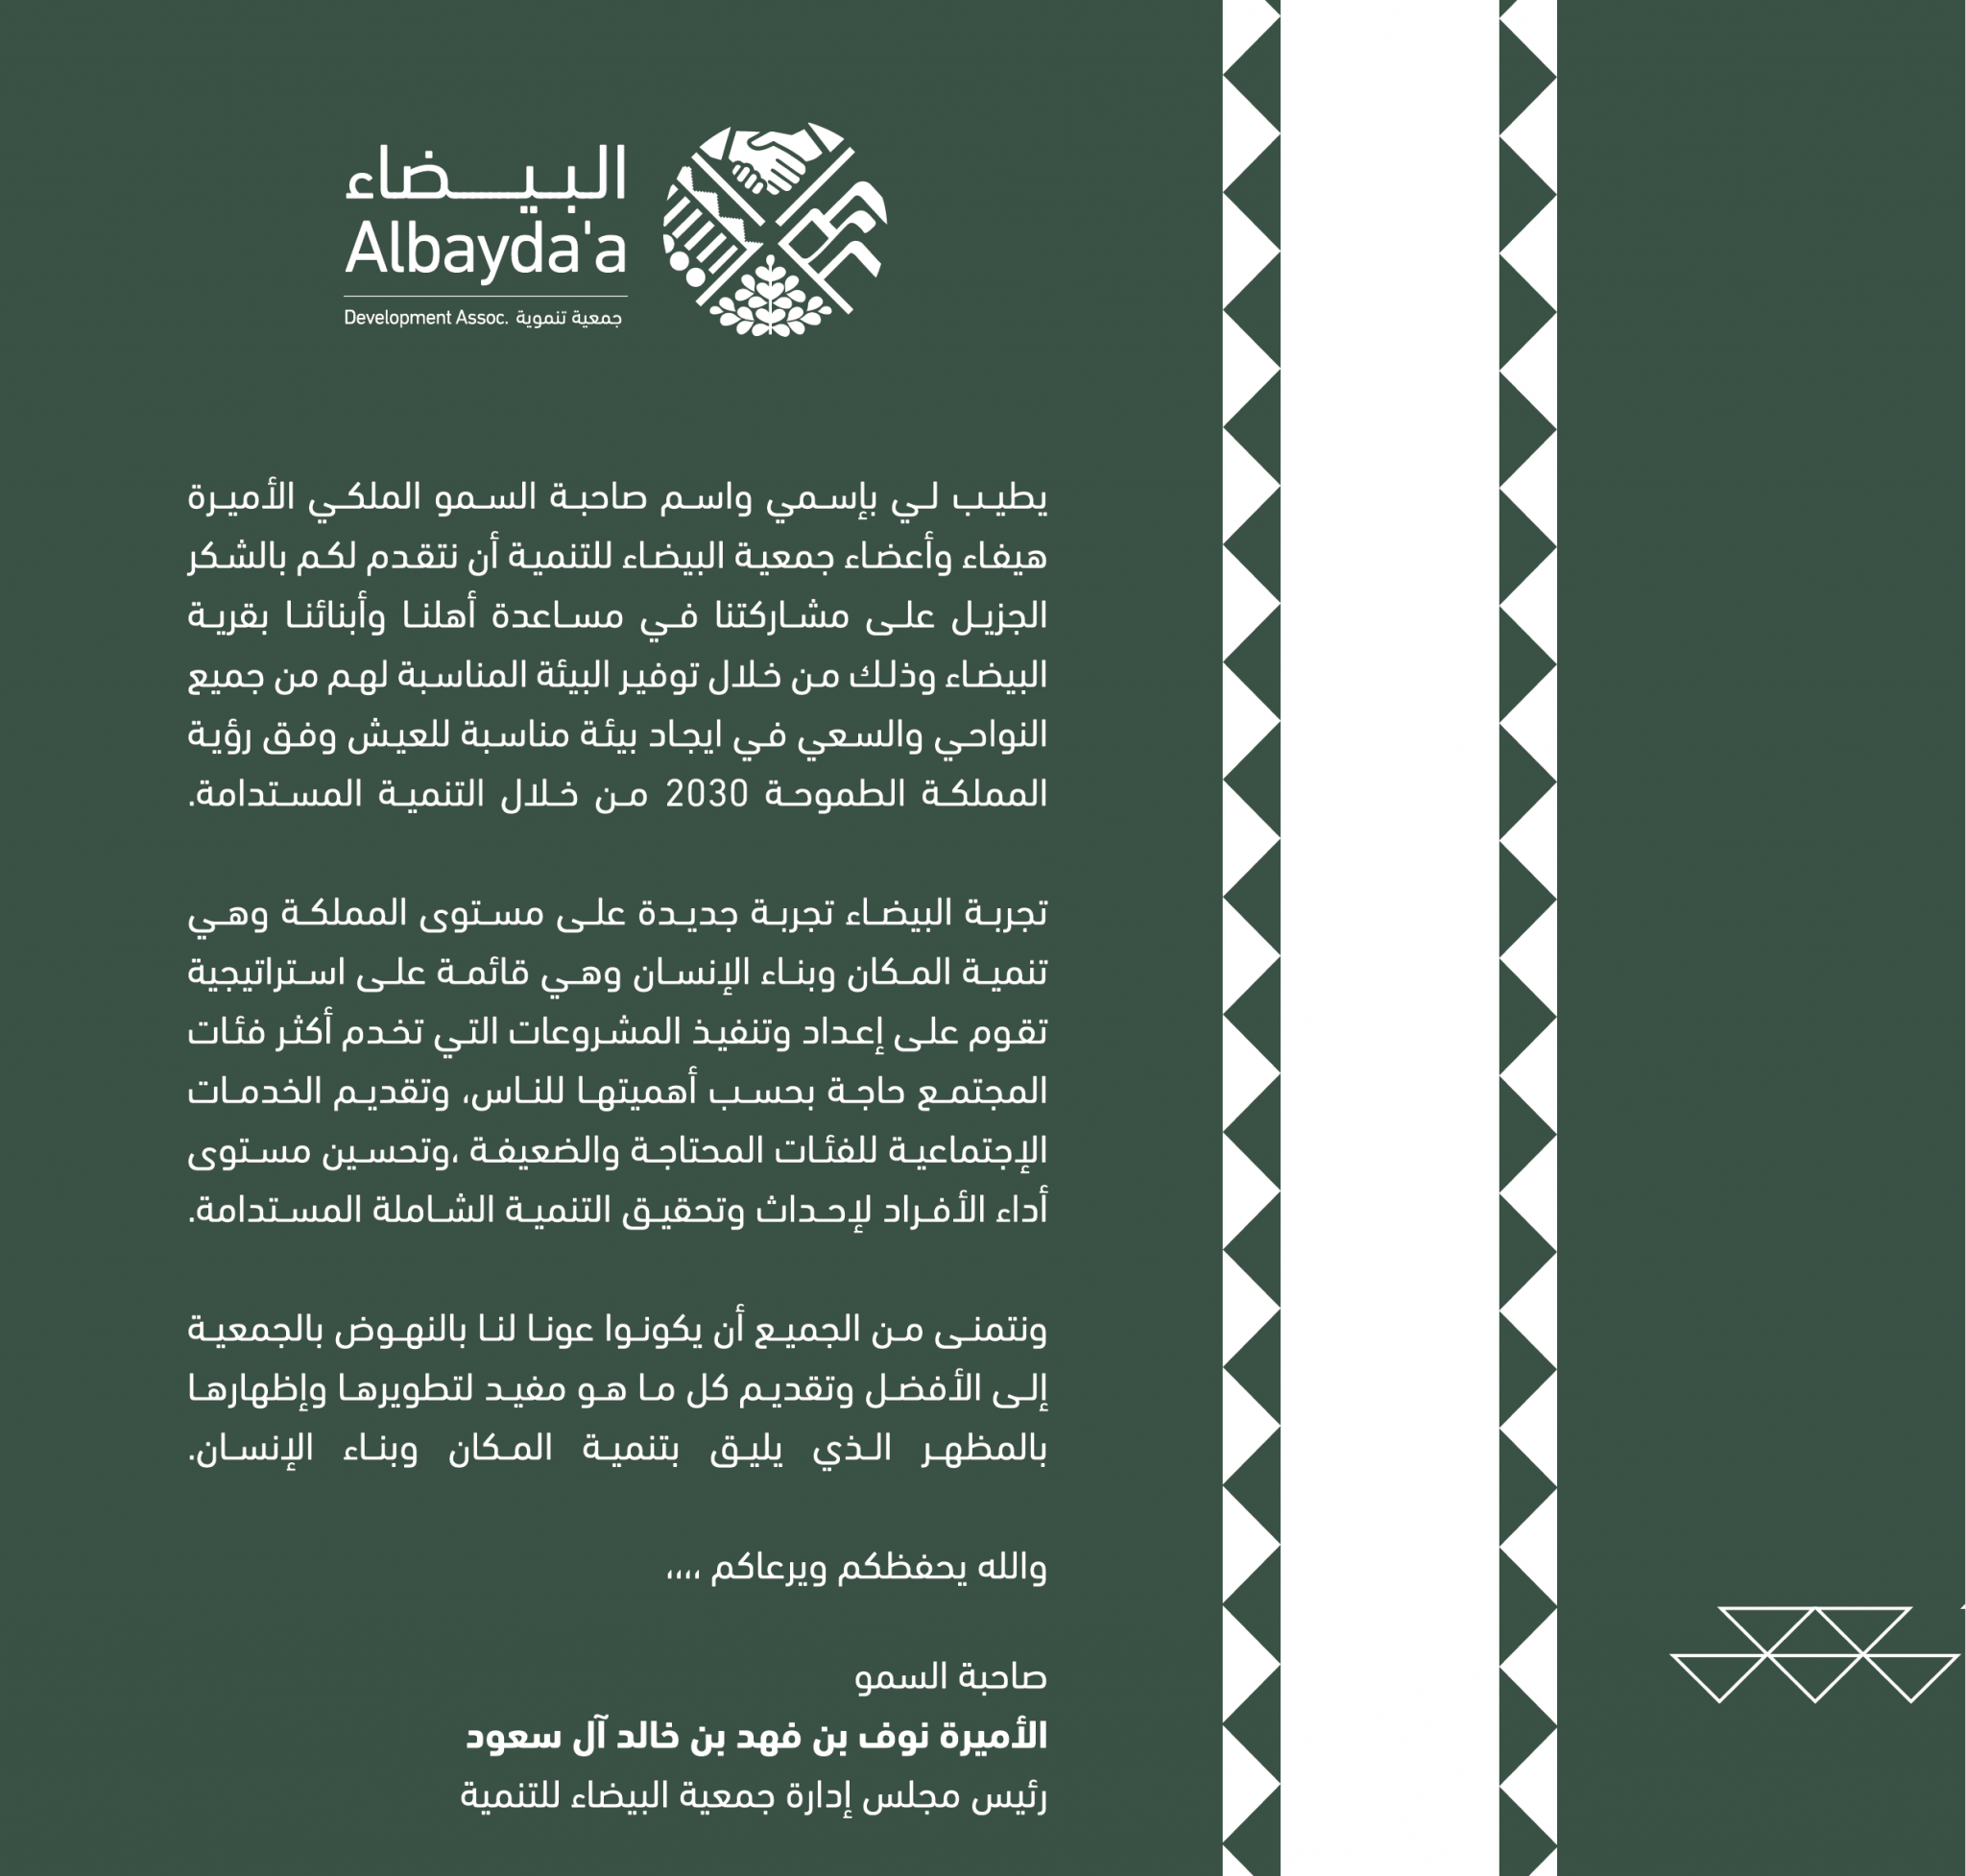 البيضاء
Albayda'a
Development Assoc. جمعية تنموية
يطيب لي بإسمي واسم صاحبة السمو الملكي الأميرة
هيفاء وأعضاء جمعية البيضاء للتنمية أن نتقدم لكم بالشكر
الجزيل على مشاركتنا في مساعدة أهلنا وأبنائنا بقرية
البيضاء وذلك من خلال توفير البيئة المناسبة لهم من جميع
النواحي والسعي في ايجاد بيئة مناسبة للعيش وفق رؤية
المملكة الطموحة 2030 من خلال التنمية المستدامة.
تجربة البيضاء تجربة جديدة على مستوى المملكة وهي
تنمية المكان وبناء الإنسان وهي قائمة على استراتيجية
تقوم على إعداد وتنفيذ المشروعات التي تخدم أكثر فئات
المجتمع حاجة بحسب أهميتها للناس، وتقديم الخدمات
الإجتماعية للفئات المحتاجة والضعيفة ،وتحسين مستوى
أداء الأفراد لإحداث وتحقيق التنمية الشاملة المستدامة.
ونتمنى من الجميع أن يكونوا عونا لنا بالنهوض بالجمعية
إلى الأفضل وتقديم كل ما هو مفيد لتطويرها وإظهارها
بالمظهر الذي يليق بتنمية المكان وبناء الإنسان.
والله يحفظكم ويرعاكم ،،،،
صاحبة السمو
الأميرة نوف بن فهد بن خالد آل سعود
رئيس مجلس إدارة جمعية البيضاء للتنمية